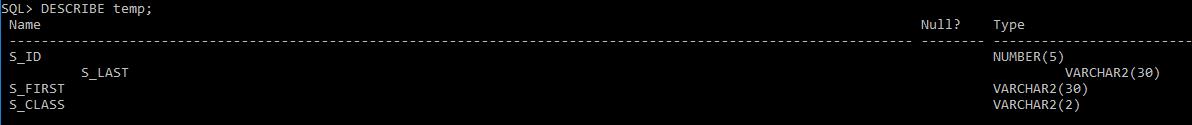 SQL> DESCRIBE temp;
Name Null? Type
----------------------------------------------------------------------------------------------------------------- -------- -------------------------
S_ID NUMBER(5)
S_LAST VARCHAR2(30)
S_FIRST VARCHAR2(30)
S_CLASS VARCHAR2(2)